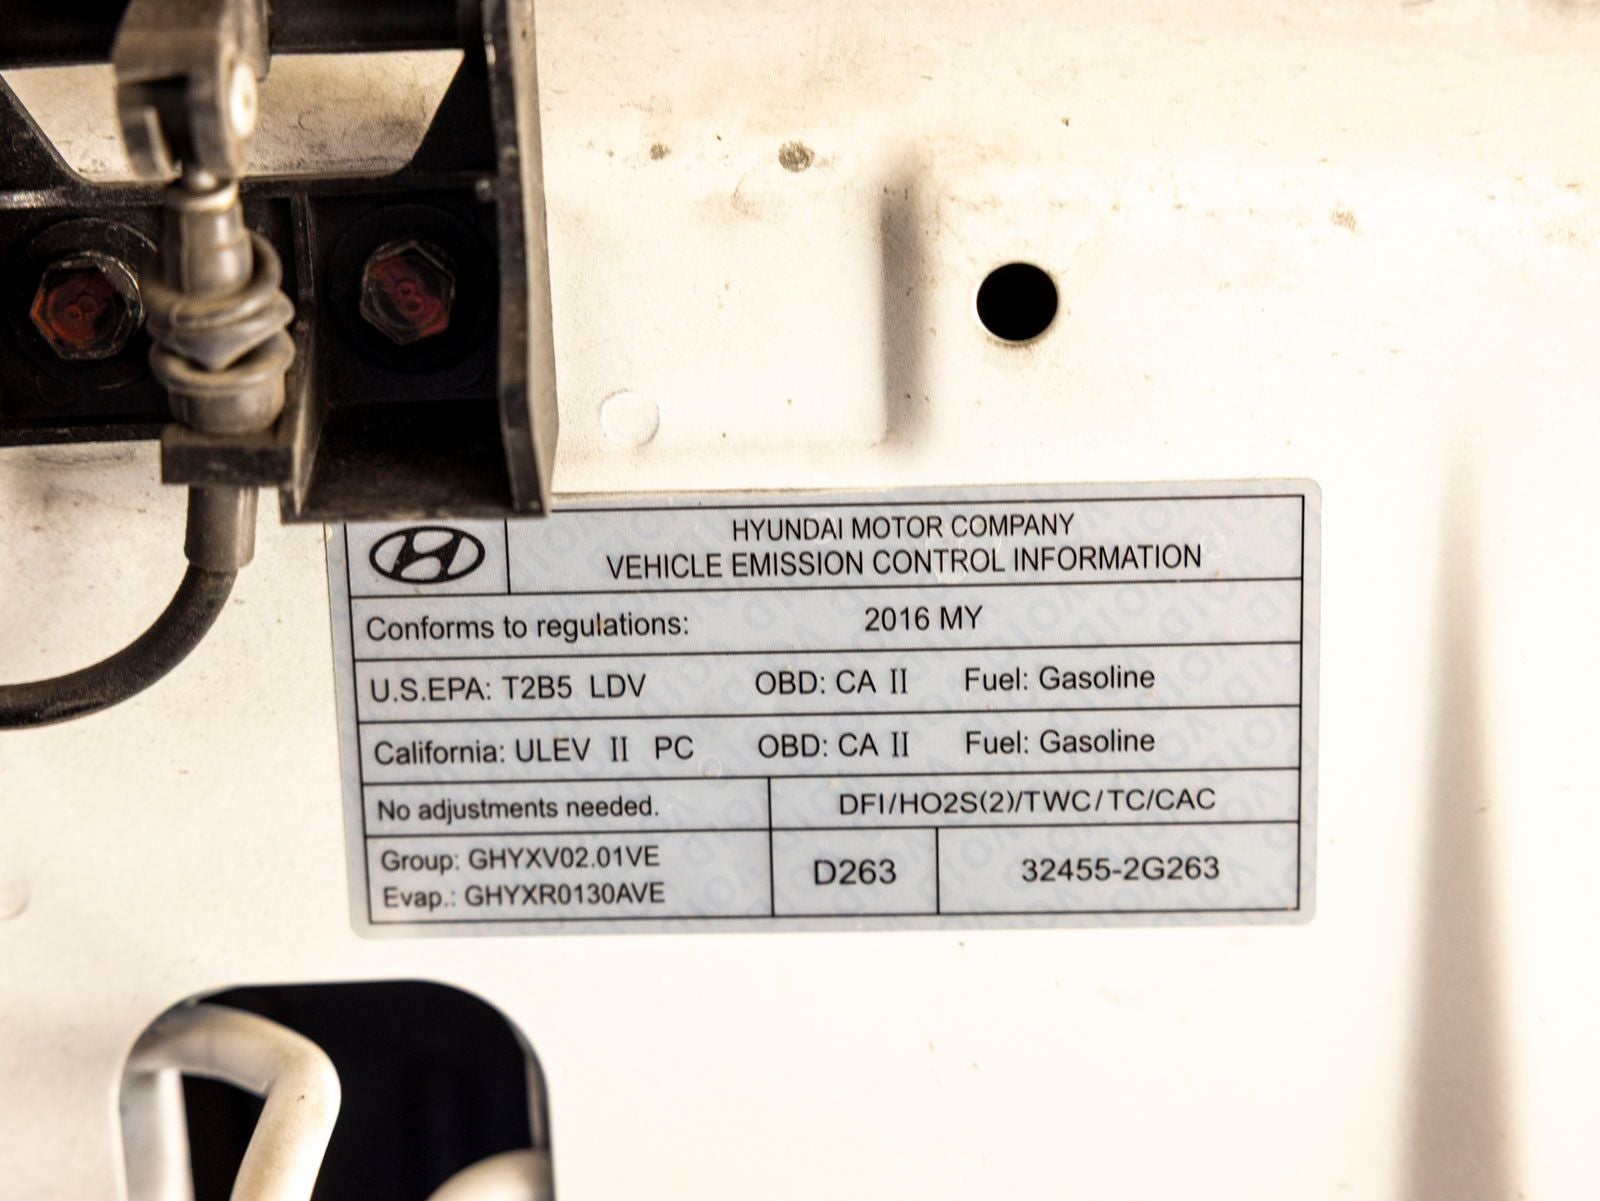 HYUNDAI MOTOR COMPANY
VEHICLE EMISSION CONTROL INFORMATION
Conforms to regulations: 2016 MY
U.S.EPA: T2B5 LDV OBD: CA II Fuel: Gasoline
California: ULEV II PC OBD: CA II Fuel: Gasoline
No adjustments needed. DFI/HO2S(2)/TWC/TC/CAC
Group: GHYXV02.01VE
Evap.: GHYXR0130AVE
D263 32455-2G263
8
8